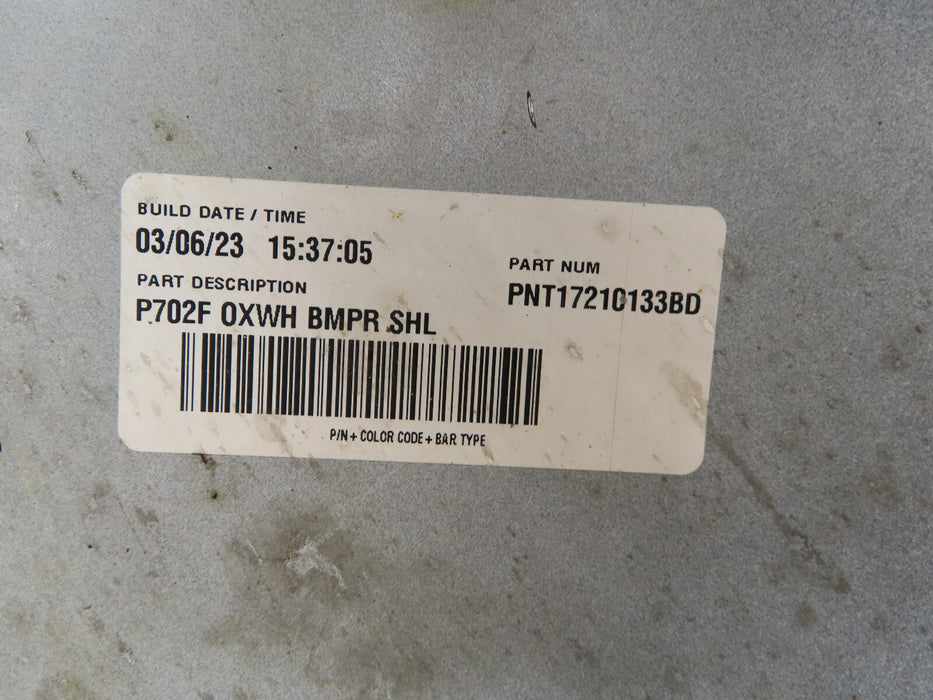 BUILD DATE / TIME
03/06/23 15:37:05
PART NUM
PNT17210133BD
PART DESCRIPTION
P702F OXWH BMPR SHL
P/N + COLOR CODE + BAR TYPE